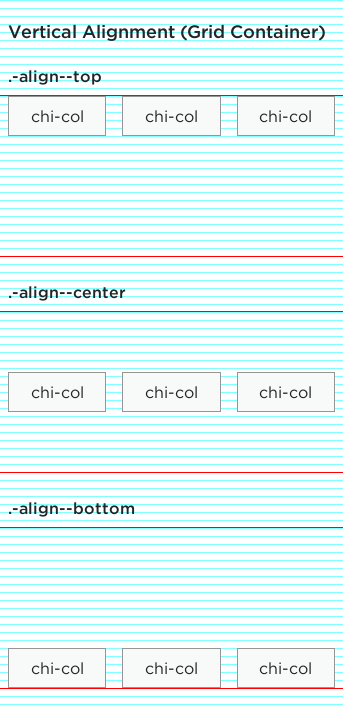 Vertical Alignment (Grid Container)
.-align--top
chi-col chi-col chi-col
.-align--center
chi-col chi-col chi-col
.-align--bottom
chi-col chi-col chi-col